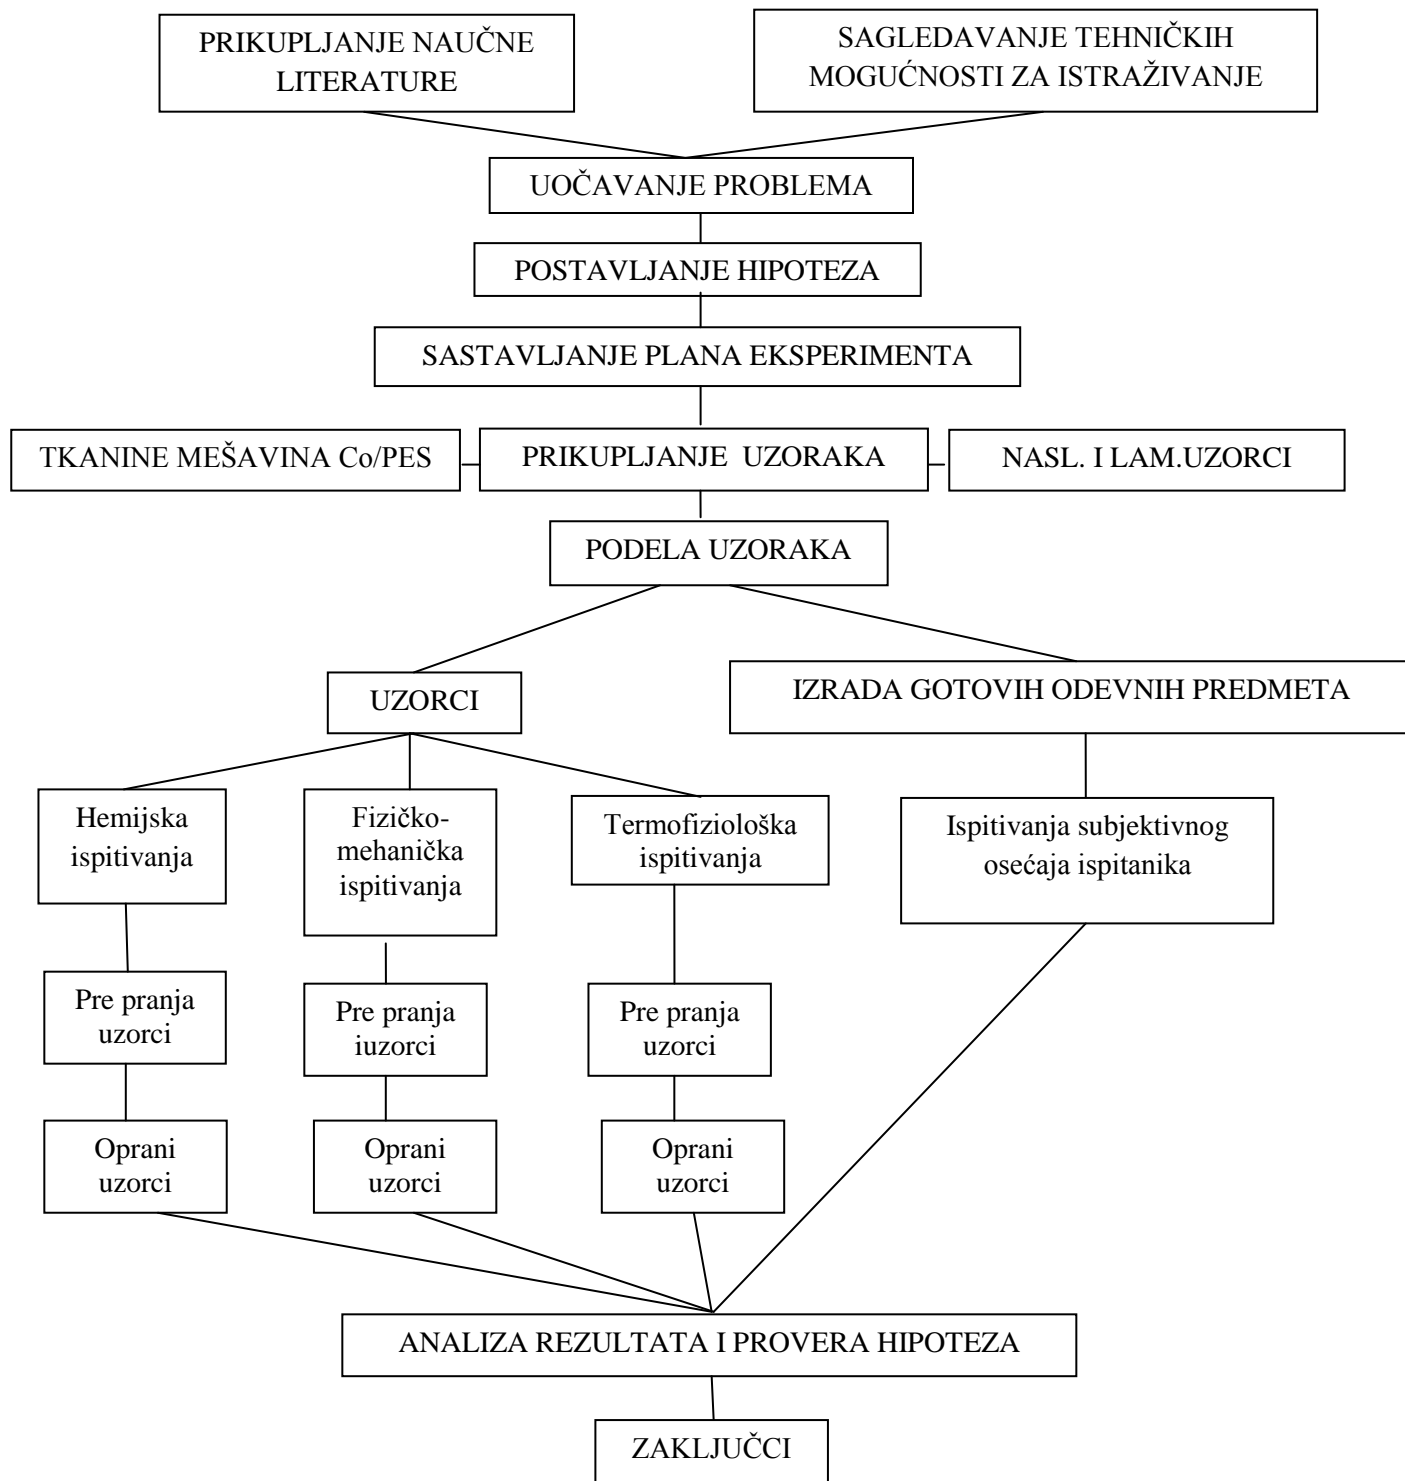 PRIKUPLJANJE NAUČNE
LITERATURE
SAGLEDAVANJE TEHNIČKIH
MOGUĆNOSTI ZA ISTRAŽIVANJE
UOČAVANJE PROBLEMA
POSTAVLJANJE HIPOTEZA
SASTAVLJANJE PLANA EKSPERIMENTA
TKANINE MEŠAVINA Co/PES
PRIKUPLJANJE UZORAKA
NASL. I LAM.UZORCI
PODELA UZORAKA
UZORCI
IZRADA GOTOVIH ODEVNIH PREDMETA
Hemijska
ispitivanja
Fizičko-
mehanička
ispitivanja
Termofiziološka
ispitivanja
Ispitivanja subjektivnog
osećaja ispitanika
Pre pranja
uzorci
Pre pranja
iuzorci
Pre pranja
uzorci
Oprani
uzorci
Oprani
uzorci
Oprani
uzorci
ANALIZA REZULTATA I PROVERA HIPOTEZA
ZAKLJUČCI